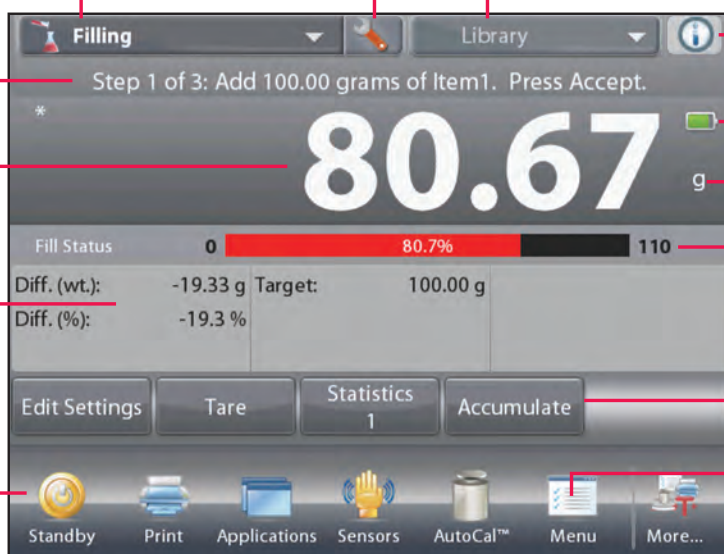 Filling Library
Step 1 of 3: Add 100.00 grams of Item1. Press Accept.
*
80.67
g
Fill Status 0 80.7% 110
Diff. (wt.): -19.33 g Target: 100.00 g
Diff. (%): -19.3 %
Edit Settings Tare Statistics Accumulate
1
Standby Print Applications Sensors AutoCal™ Menu More...